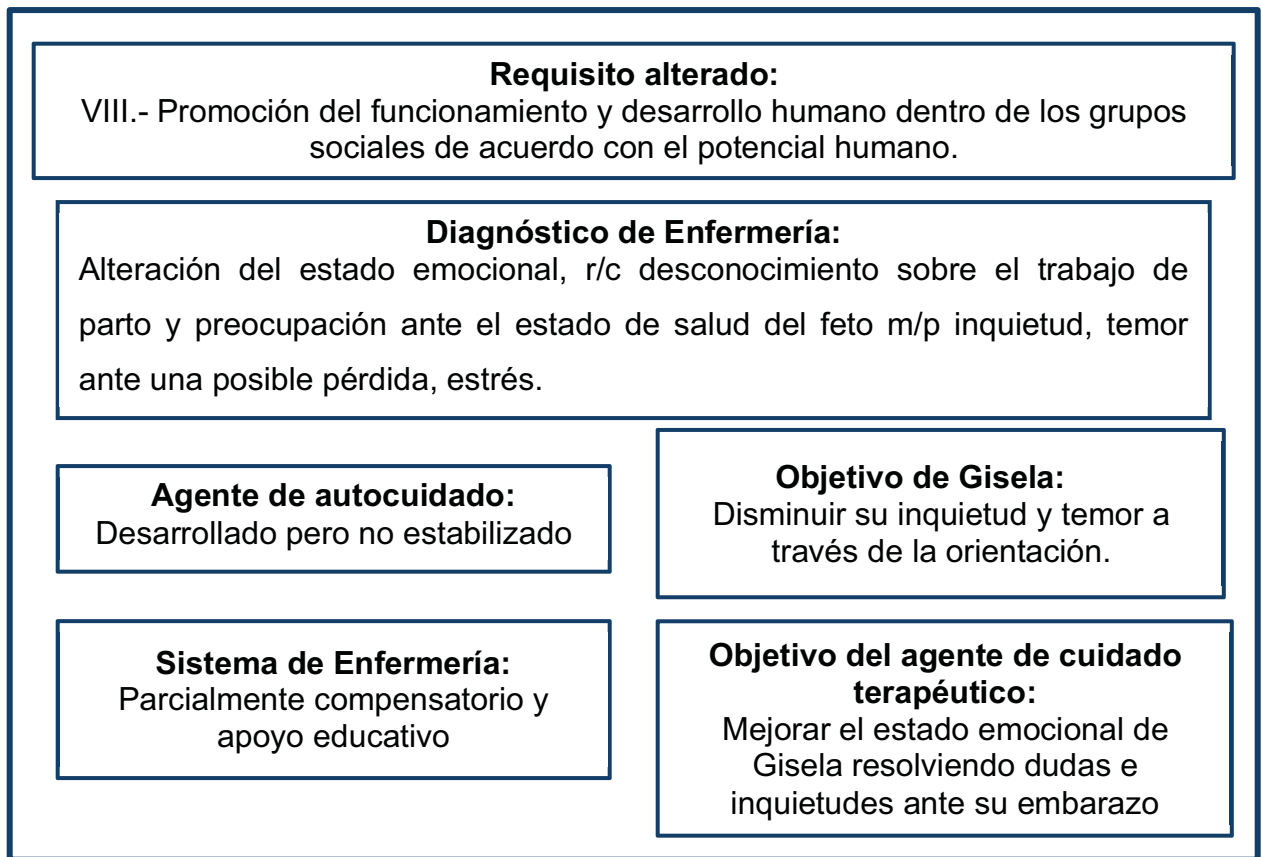 Requisito alterado:
VIII.- Promoción del funcionamiento y desarrollo humano dentro de los grupos
sociales de acuerdo con el potencial humano.
Diagnóstico de Enfermería:
Alteración del estado emocional, r/c desconocimiento sobre el trabajo de
parto y preocupación ante el estado de salud del feto m/p inquietud, temor
ante una posible pérdida, estrés.
Agente de autocuidado:
Desarrollado pero no estabilizado
Objetivo de Gisela:
Disminuir su inquietud y temor a
través de la orientación.
Sistema de Enfermería:
Parcialmente compensatorio y
apoyo educativo
Objetivo del agente de cuidado
terapéutico:
Mejorar el estado emocional de
Gisela resolviendo dudas e
inquietudes ante su embarazo